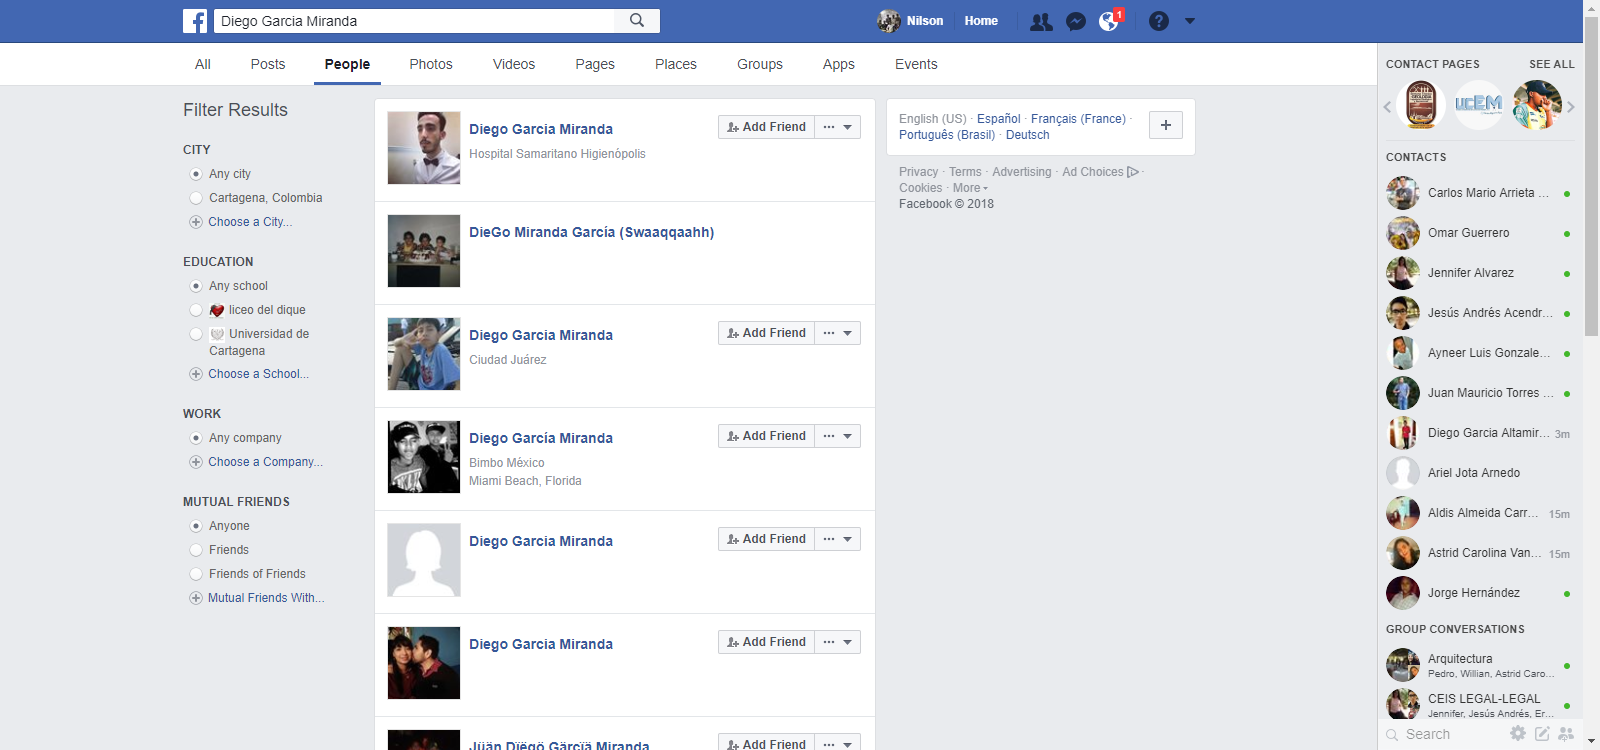 Diego Garcia Miranda
Nilson
Home
1
All
Posts
People
Photos
Videos
Pages
Places
Groups
Apps
Events
Filter Results
CITY
Any city
Cartagena, Colombia
Choose a City...
EDUCATION
Any school
liceo del dique
Universidad de
Cartagena
Choose a School...
WORK
Any company
Choose a Company...
MUTUAL FRIENDS
Anyone
Friends
Friends of Friends
Mutual Friends With...
Diego Garcia Miranda
Hospital Samaritano Higienópolis
Add Friend
DieGo Miranda García (Swaaqqaahh)
Diego Garcia Miranda
Ciudad Juárez
Add Friend
Diego García Miranda
Bimbo México
Miami Beach, Florida
Add Friend
Diego Garcia Miranda
Add Friend
Diego Garcia Miranda
Add Friend
Jüän Dïëgö Gärcïä Miranda
Add Friend
English (US) · Español · Français (France) ·
Português (Brasil) · Deutsch
Privacy · Terms · Advertising · Ad Choices ·
Cookies · More
Facebook © 2018
CONTACT PAGES
SEE ALL
UCEM
CONTACTS
Carlos Mario Arrieta ...
Omar Guerrero
Jennifer Alvarez
Jesús Andrés Acendr...
Ayneer Luis Gonzale...
Juan Mauricio Torres ...
Diego Garcia Altamir... 3m
Ariel Jota Arnedo
Aldis Almeida Carr... 15m
Astrid Carolina Van... 15m
Jorge Hernández
GROUP CONVERSATIONS
Arquitectura
Pedro, Willian, Astrid Caro...
CEIS LEGAL-LEGAL
Jennifer, Jesús Andrés, Er...
Search